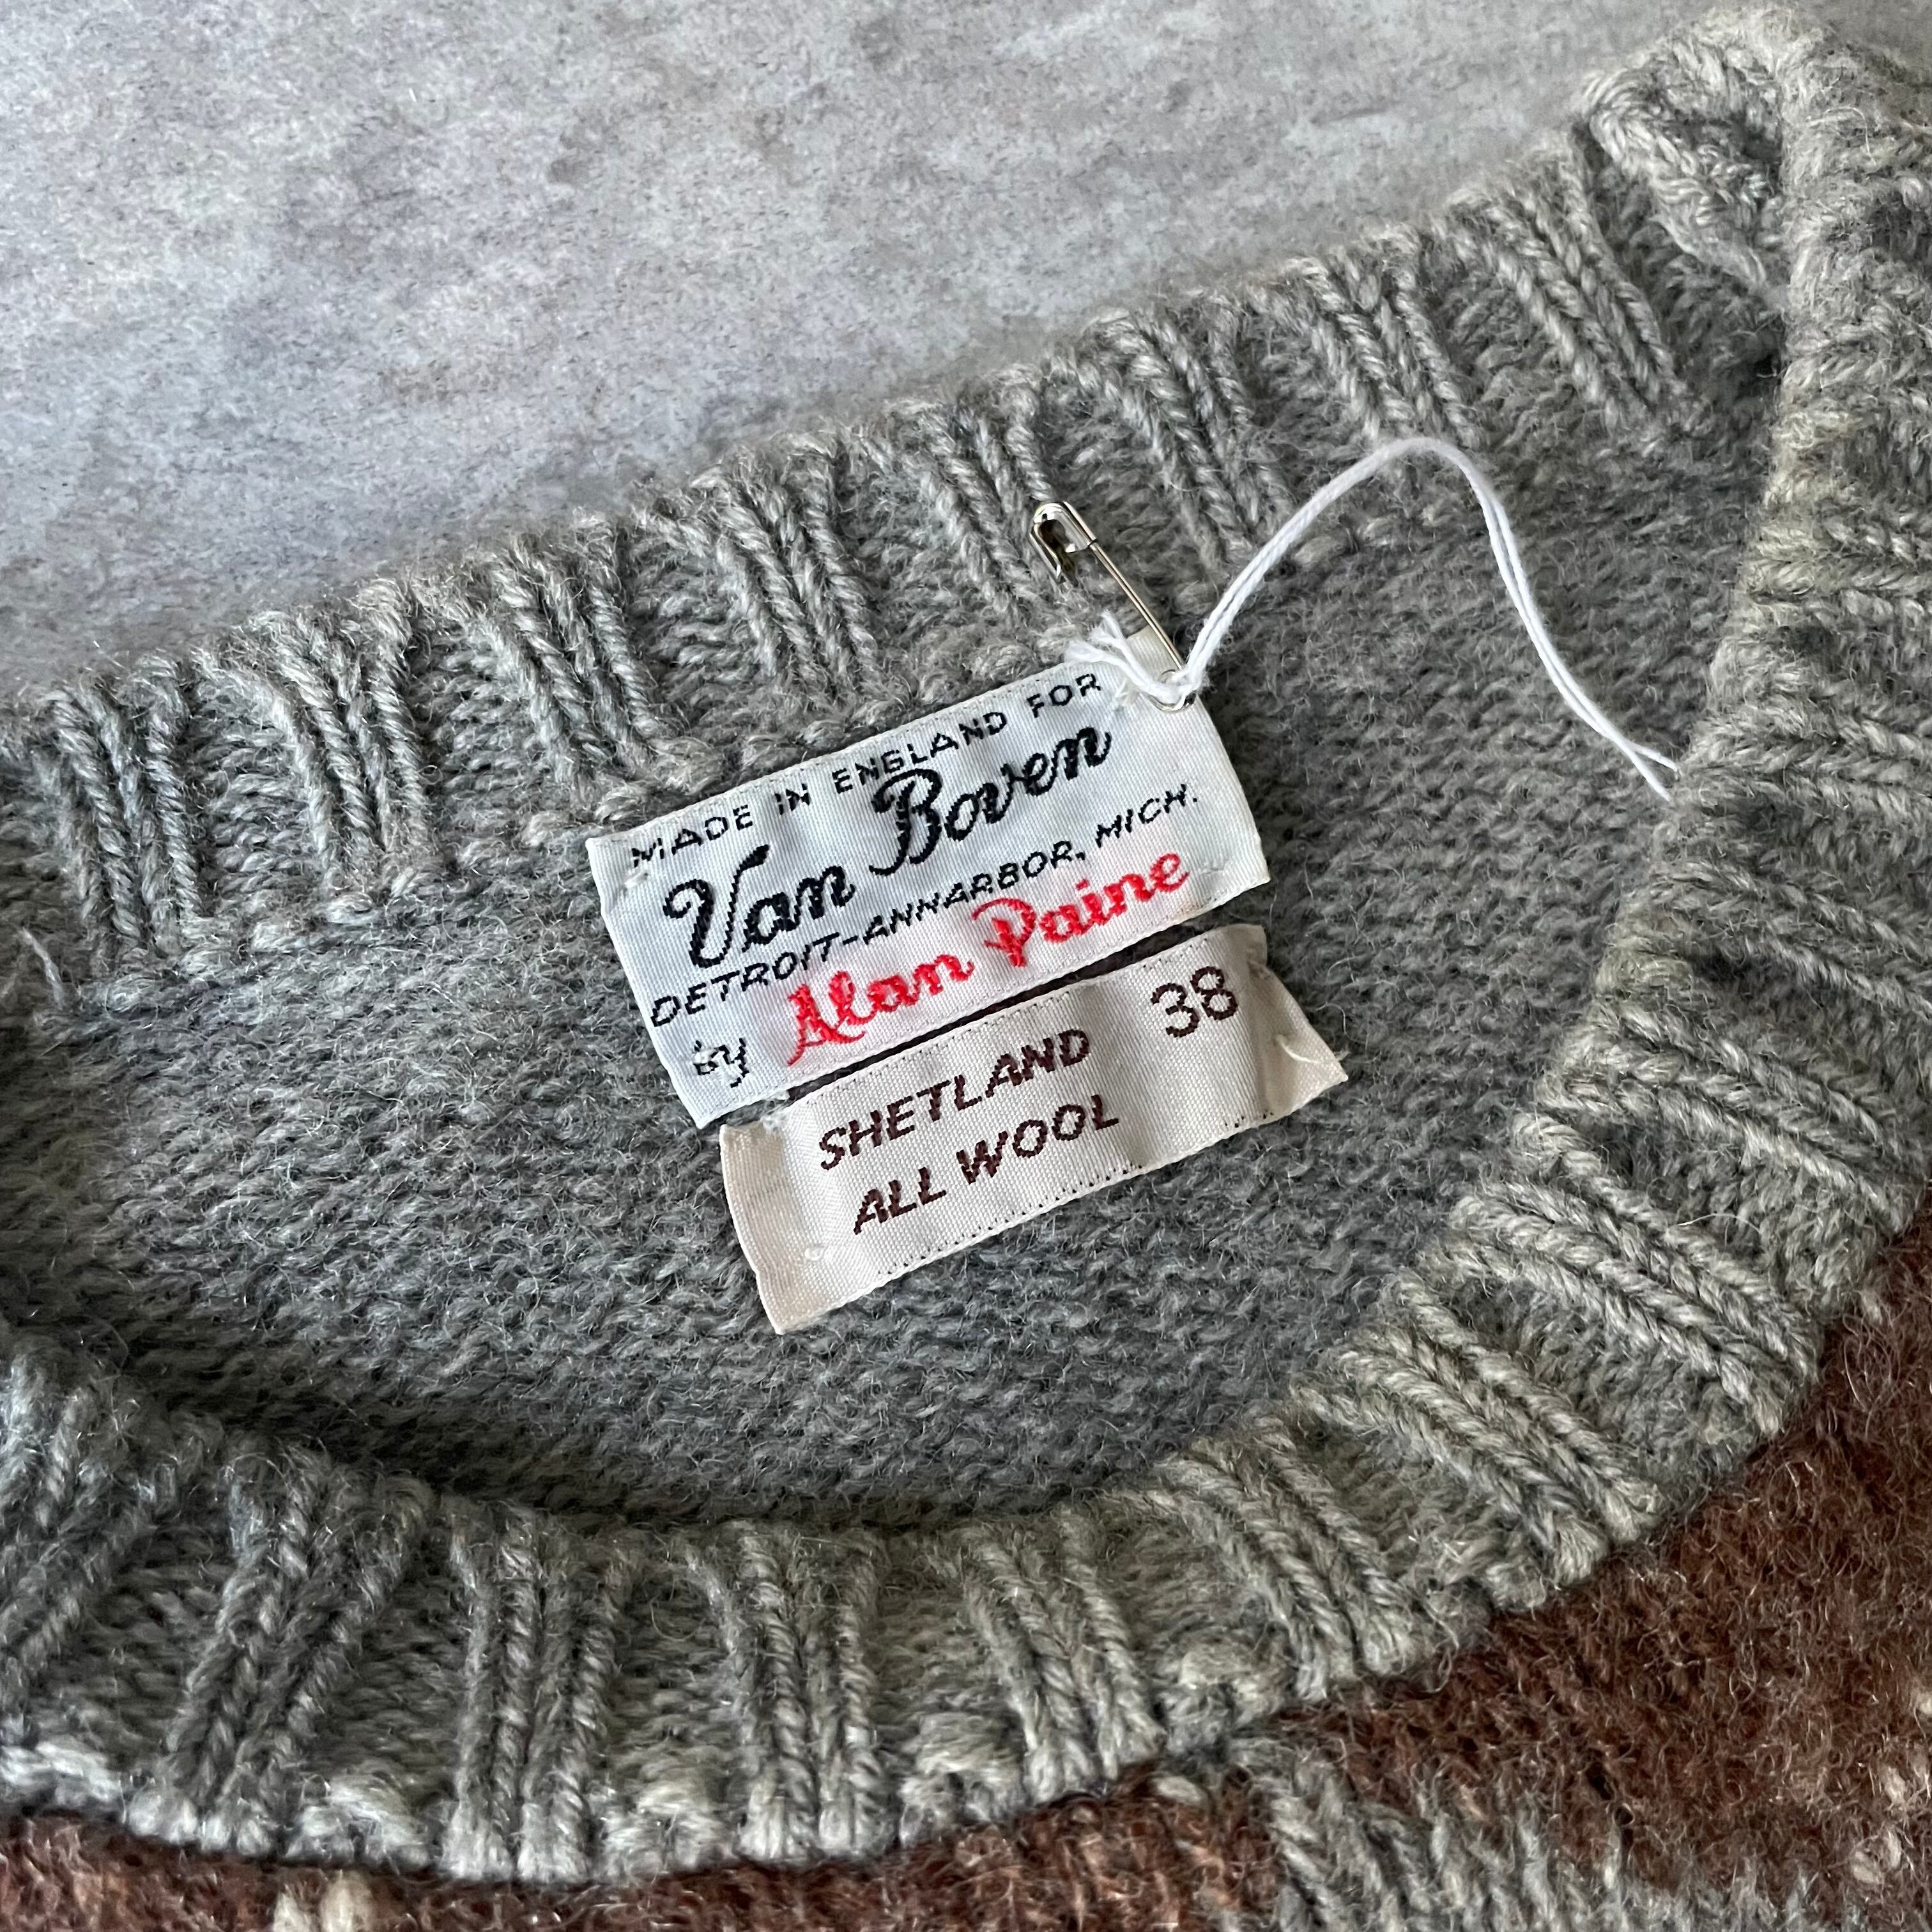 MADE IN ENGLAND FOR
Van Boven
DETROIT-ANNARBOR, MICH.
by Alan Paine
SHETLAND 38
ALL WOOL